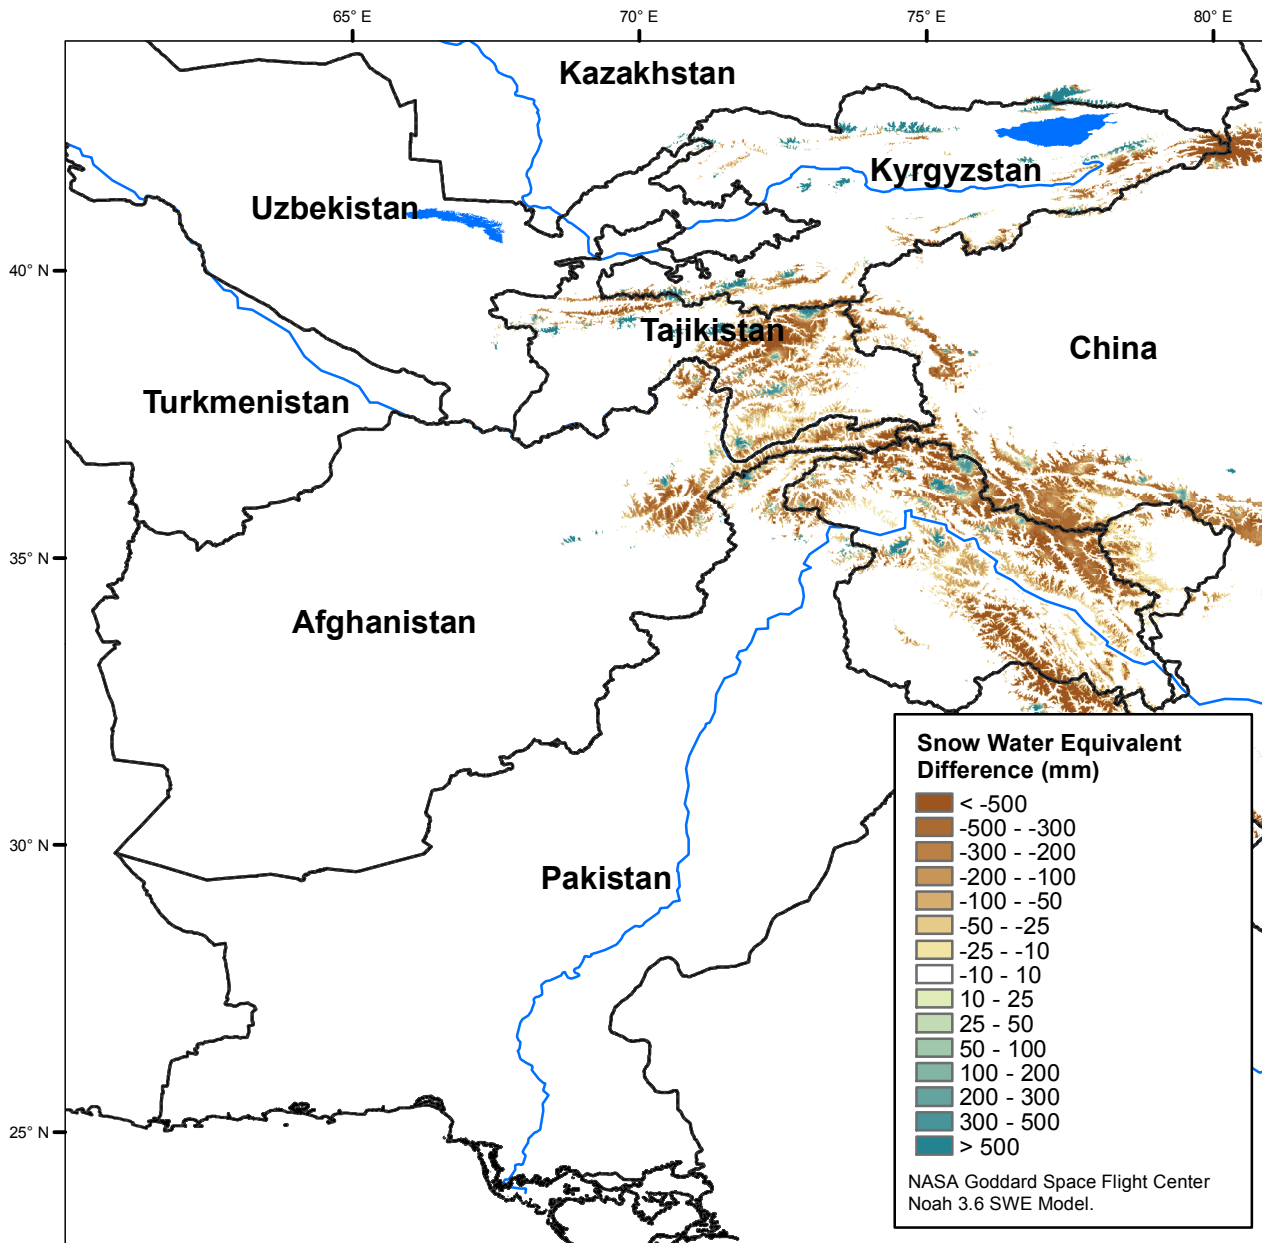 65° E
70° E
75° E
80° E
Kazakhstan
Kyrgyzstan
Uzbekistan
40° N
Tajikistan
China
Turkmenistan
35° N
Afghanistan
30° N
Pakistan
25° N
Snow Water Equivalent
Difference (mm)
< -500
-500 - -300
-300 - -200
-200 - -100
-100 - -50
-50 - -25
-25 - -10
-10 - 10
10 - 25
25 - 50
50 - 100
100 - 200
200 - 300
300 - 500
> 500
NASA Goddard Space Flight Center
Noah 3.6 SWE Model.